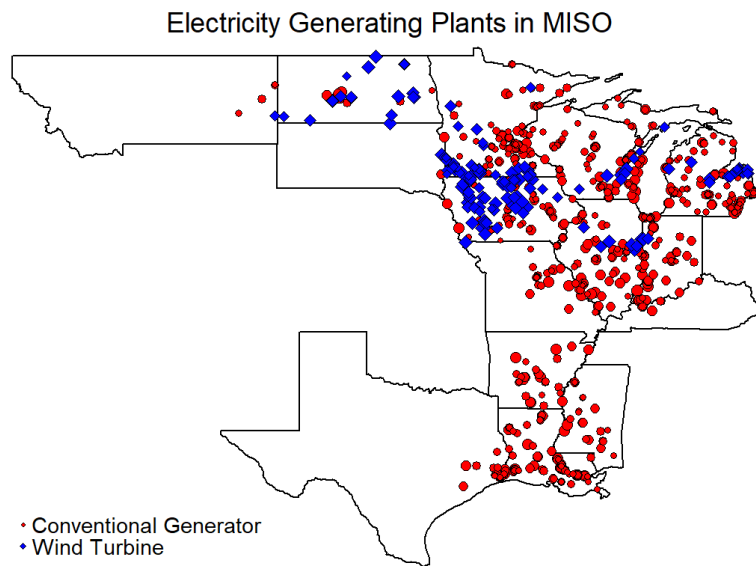 Electricity Generating Plants in MISO
Conventional Generator
Wind Turbine